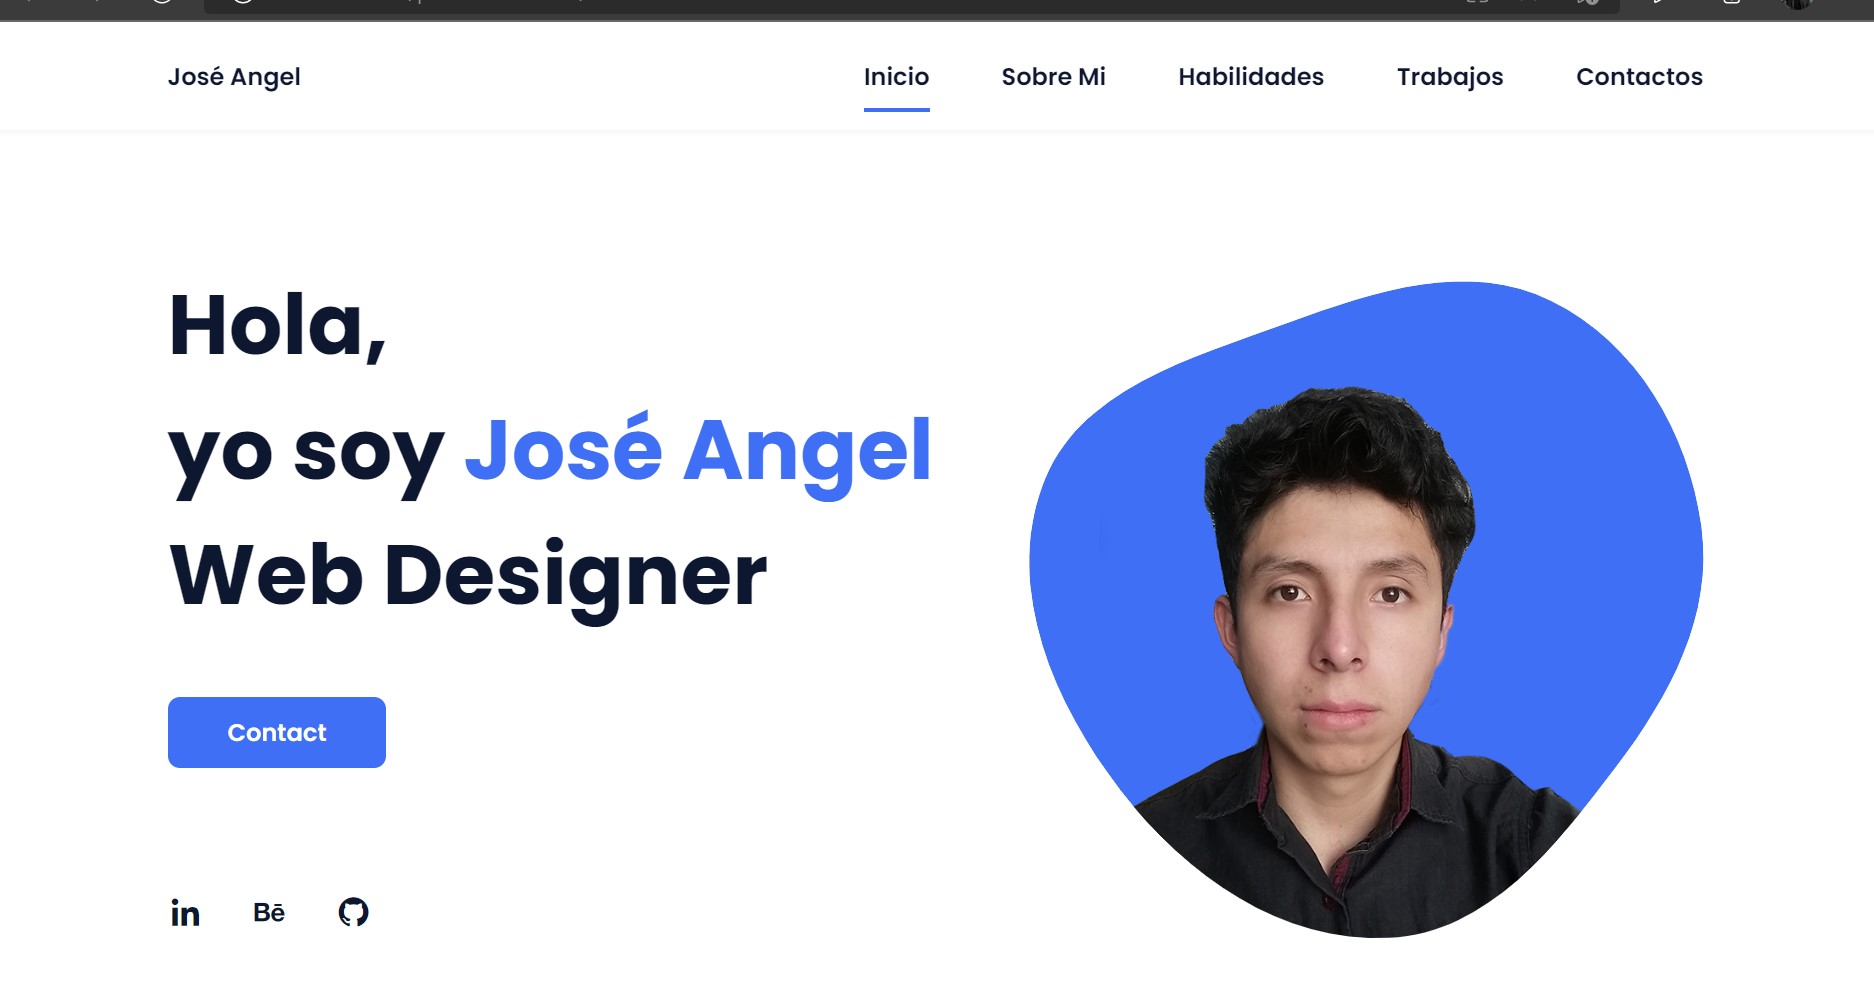 José Angel
Inicio Sobre Mi Habilidades Trabajos Contactos
Hola,
yo soy José Angel
Web Designer
Contact
in Bē